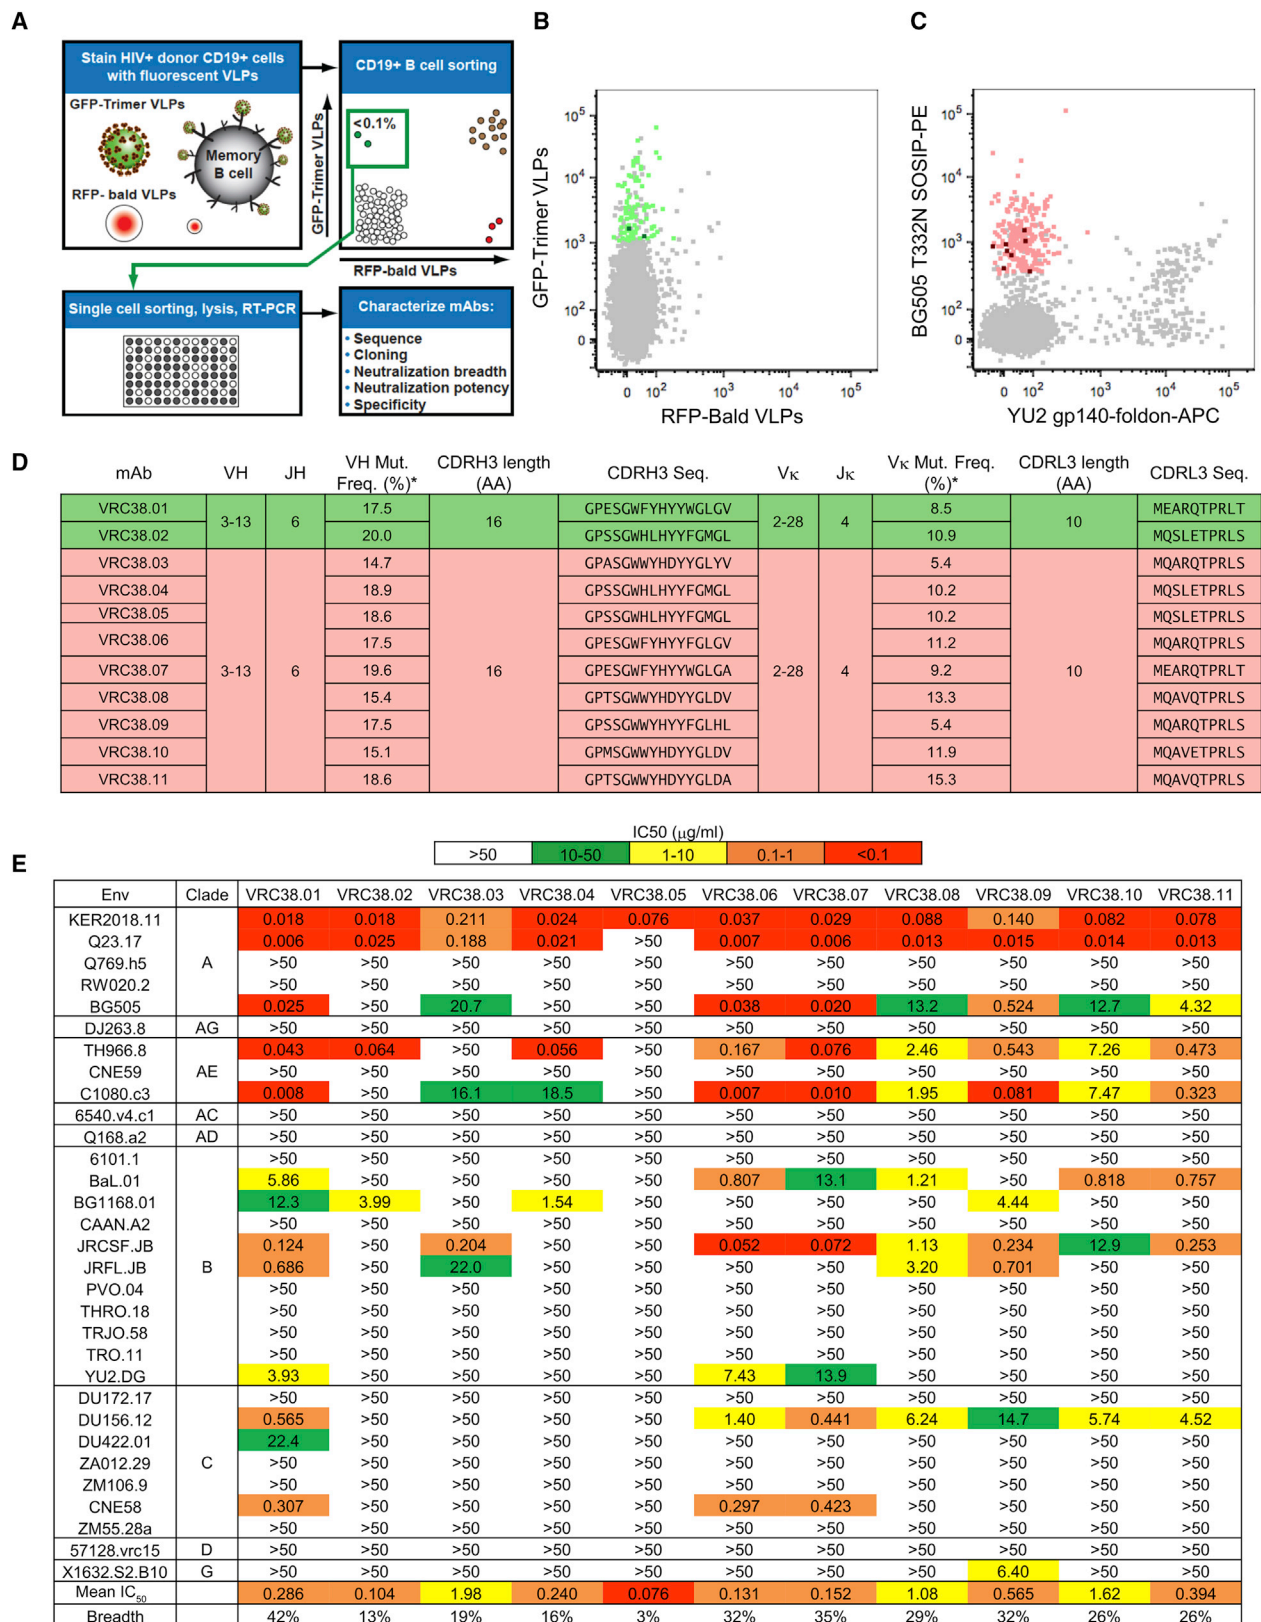 A
Stain HIV+ donor CD19+ cells
with fluorescent VLPs
GFP-Trimer VLPs
Memory
B cell
RFP- bald VLPs
CD19+ B cell sorting
GFP-Trimer VLPs
<0.1%
RFP-bald VLPs
Single cell sorting, lysis, RT-PCR
Characterize mAbs:
• Sequence
• Cloning
• Neutralization breadth
• Neutralization potency
• Specificity
B
GFP-Trimer VLPs
10^5
10^4
10^3
10^2
0
0 10^2 10^3 10^4 10^5
RFP-Bald VLPs
C
BG505 T332N SOSIP-PE
10^5
10^4
10^3
10^2
0
0 10^2 10^3 10^4 10^5
YU2 gp140-foldon-APC
D
mAb VH JH VH Mut. Freq. (%)* CDRH3 length (AA) CDRH3 Seq. Vκ Jκ Vκ Mut. Freq. (%)* CDRL3 length (AA) CDRL3 Seq.
VRC38.01 3-13 6 17.5 16 GPESGWFYHYYWGLGV 2-28 4 8.5 10 MEARQTPRLT
VRC38.02 20.0 GPSSGWHLHYYFGMGL 10.9 MQSLETPRLS
VRC38.03 14.7 GPASGWWYHDYYGLYV 5.4 MQARQTPRLS
VRC38.04 18.9 GPSSGWHLHYYFGMGL 10.2 MQSLETPRLS
VRC38.05 18.6 GPSSGWHLHYYFGMGL 10.2 MQSLETPRLS
VRC38.06 17.5 GPESGWFYHYYFGLGV 11.2 MQARQTPRLS
VRC38.07 3-13 6 19.6 16 GPESGWFYHYYWGLGA 2-28 4 9.2 10 MEARQTPRLT
VRC38.08 15.4 GPTSGWWYHDYYGLDV 13.3 MQAVQTPRLS
VRC38.09 17.5 GPSSGWWYHYYFGLHL 5.4 MQARQTPRLS
VRC38.10 15.1 GPMSGWWYHDYYGLDV 11.9 MQAVETPRLS
VRC38.11 18.6 GPTSGWWYHDYYGLDA 15.3 MQAVQTPRLS
IC50 (μg/ml)
>50 10-50 1-10 0.1-1 <0.1
E
Env Clade VRC38.01 VRC38.02 VRC38.03 VRC38.04 VRC38.05 VRC38.06 VRC38.07 VRC38.08 VRC38.09 VRC38.10 VRC38.11
KER2018.11 0.018 0.018 0.211 0.024 0.076 0.037 0.029 0.088 0.140 0.082 0.078
Q23.17 0.006 0.025 0.188 0.021 >50 0.007 0.006 0.013 0.015 0.014 0.013
Q769.h5 A >50 >50 >50 >50 >50 >50 >50 >50 >50 >50 >50
RW020.2 >50 >50 >50 >50 >50 >50 >50 >50 >50 >50 >50
BG505 0.025 >50 20.7 >50 >50 0.038 0.020 13.2 0.524 12.7 4.32
DJ263.8 AG >50 >50 >50 >50 >50 >50 >50 >50 >50 >50 >50
TH966.8 0.043 0.064 >50 0.056 >50 0.167 0.076 2.46 0.543 7.26 0.473
CNE59 AE >50 >50 >50 >50 >50 >50 >50 >50 >50 >50 >50
C1080.c3 0.008 >50 16.1 18.5 >50 0.007 0.010 1.95 0.081 7.47 0.323
6540.v4.c1 AC >50 >50 >50 >50 >50 >50 >50 >50 >50 >50 >50
Q168.a2 AD >50 >50 >50 >50 >50 >50 >50 >50 >50 >50 >50
6101.1 >50 >50 >50 >50 >50 >50 >50 >50 >50 >50 >50
BaL.01 5.86 >50 >50 >50 >50 0.807 13.1 1.21 >50 0.818 0.757
BG1168.01 12.3 3.99 >50 1.54 >50 >50 >50 >50 4.44 >50 >50
CAAN.A2 >50 >50 >50 >50 >50 >50 >50 >50 >50 >50 >50
JRCSF.JB 0.124 >50 0.204 >50 >50 0.052 0.072 1.13 0.234 12.9 0.253
JRFL.JB B 0.686 >50 22.0 >50 >50 >50 >50 3.20 0.701 >50 >50
PVO.04 >50 >50 >50 >50 >50 >50 >50 >50 >50 >50 >50
THRO.18 >50 >50 >50 >50 >50 >50 >50 >50 >50 >50 >50
TRJO.58 >50 >50 >50 >50 >50 >50 >50 >50 >50 >50 >50
TRO.11 >50 >50 >50 >50 >50 >50 >50 >50 >50 >50 >50
YU2.DG 3.93 >50 >50 >50 >50 7.43 13.9 >50 >50 >50 >50
DU172.17 >50 >50 >50 >50 >50 >50 >50 >50 >50 >50 >50
DU156.12 0.565 >50 >50 >50 >50 1.40 0.441 6.24 14.7 5.74 4.52
DU422.01 22.4 >50 >50 >50 >50 >50 >50 >50 >50 >50 >50
ZA012.29 C >50 >50 >50 >50 >50 >50 >50 >50 >50 >50 >50
ZM106.9 >50 >50 >50 >50 >50 >50 >50 >50 >50 >50 >50
CNE58 0.307 >50 >50 >50 >50 0.297 0.423 >50 >50 >50 >50
ZM55.28a >50 >50 >50 >50 >50 >50 >50 >50 >50 >50 >50
57128.vrc15 D >50 >50 >50 >50 >50 >50 >50 >50 >50 >50 >50
X1632.S2.B10 G >50 >50 >50 >50 >50 >50 >50 >50 6.40 >50 >50
Mean IC50 0.286 0.104 1.98 0.240 0.076 0.131 0.152 1.08 0.565 1.62 0.394
Breadth 42% 13% 19% 16% 3% 32% 35% 29% 32% 26% 26%